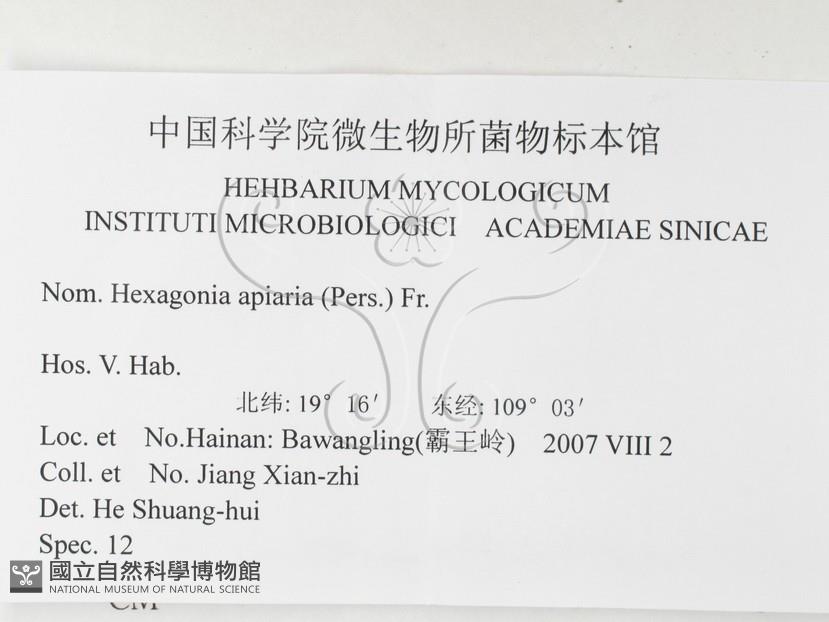 中国科学院微生物所菌物标本馆
HEHBARIUM MYCOLOGICUM
INSTITUTI MICROBIOLOGICI ACADEMIAE SINICAE
Nom. Hexagonia apiaria (Pers.) Fr.
Hos. V. Hab.
北纬: 19° 16′ 东经: 109° 03′
Loc. et No.Hainan: Bawangling(霸王岭) 2007 VIII 2
Coll. et No. Jiang Xian-zhi
Det. He Shuang-hui
Spec. 12
國立自然科學博物館
NATIONAL MUSEUM OF NATURAL SCIENCE
CM